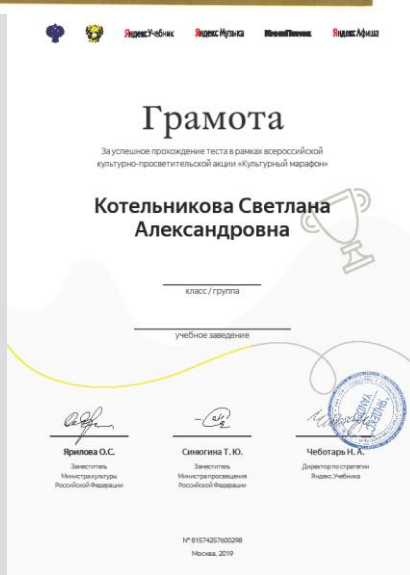 Яндекс Учебник Яндекс Музыка КиноПоиск Яндекс Афиша
Грамота
За успешное прохождение теста в рамках всероссийской
культурно-просветительской акции «Культурный марафон»
Котельникова Светлана
Александровна
класс / группа
учебное заведение
Ярилова О.С. Синюгина Т. Ю. Чеботарь Н. А.
Заместитель Заместитель Директор по стратегии
Министра культуры Министра просвещения Яндекс.Учебника
Российской Федерации Российской Федерации
ЯНДЕКС
YANDEX
N° 81574257600298
Москва, 2019